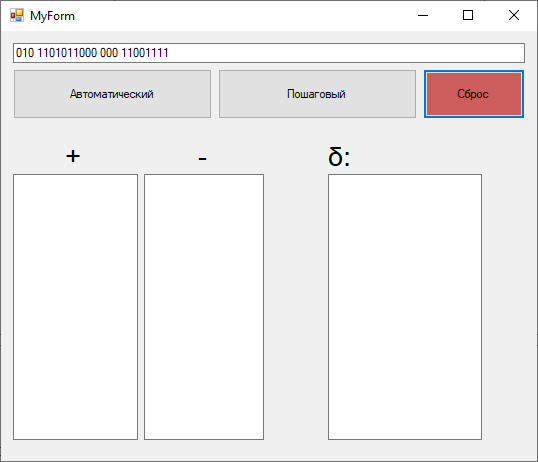 MyForm
010 1101011000 000 11001111
Автоматический Пошаговый Сброс
+ - δ: